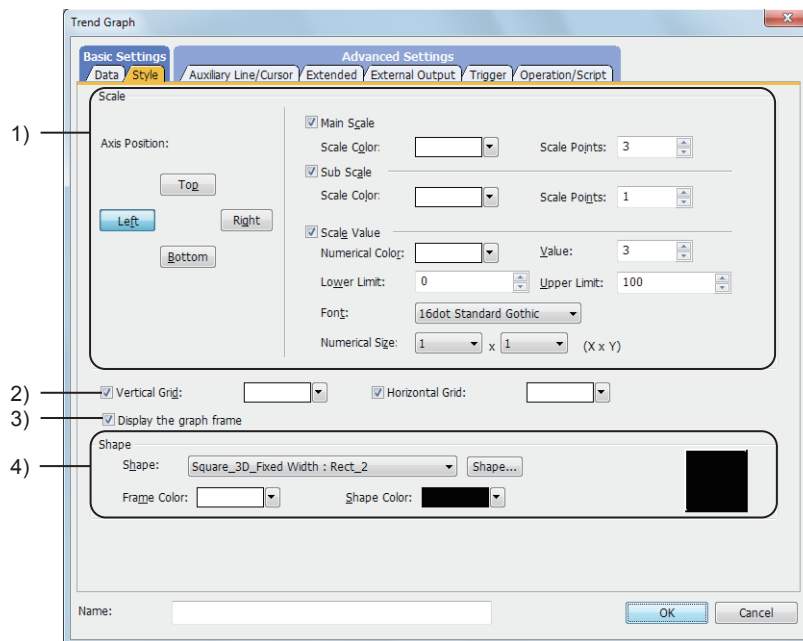 Trend Graph
x
Basic Settings
Advanced Settings
Data
Style
Auxiliary Line/Cursor
Extended
External Output
Trigger
Operation/Script
Scale
1)
Axis Position:
Top
Left
Right
Bottom
Main Scale
Scale Color:
Scale Points: 3
Sub Scale
Scale Color:
Scale Points: 1
Scale Value
Numerical Color:
Value: 3
Lower Limit: 0
Upper Limit: 100
Font: 16dot Standard Gothic
Numerical Size: 1 x 1 (X x Y)
2)
Vertical Grid:
Horizontal Grid:
3)
Display the graph frame
4)
Shape
Shape: Square_3D_Fixed Width : Rect_2
Shape...
Frame Color:
Shape Color:
Name:
OK
Cancel